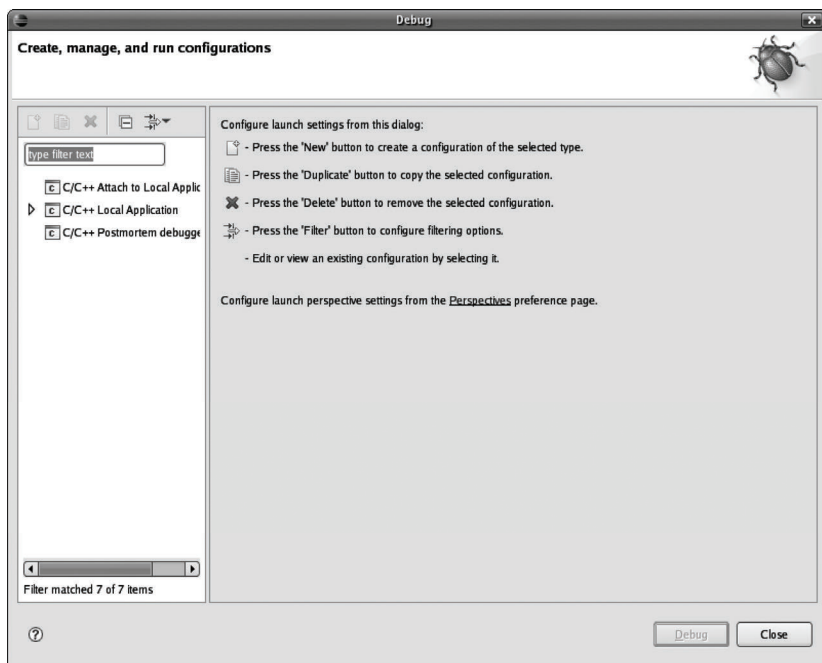 Debug
Create, manage, and run configurations
type filter text
C/C++ Attach to Local Applic
C/C++ Local Application
C/C++ Postmortem debugge
Filter matched 7 of 7 items
Configure launch settings from this dialog:
- Press the 'New' button to create a configuration of the selected type.
- Press the 'Duplicate' button to copy the selected configuration.
- Press the 'Delete' button to remove the selected configuration.
- Press the 'Filter' button to configure filtering options.
- Edit or view an existing configuration by selecting it.
Configure launch perspective settings from the Perspectives preference page.
Debug
Close